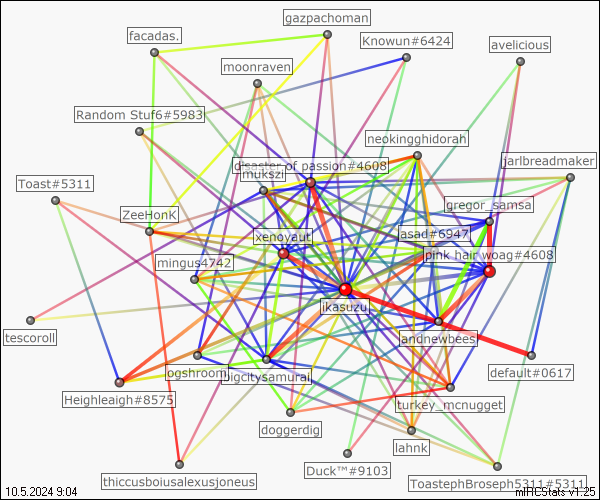 gazpachoman
facadas.
Knowun#6424
avelicious
moonraven
Random Stuf6#5983
neokingghidorah
disaster of passion#4608
jarlbreadmaker
mukszi
Toast#5311
gregor_samsa
ZeeHonK
xenoyaut
asad#6947
pink hair woag#4608
mingus4742
ikasuzu
tescoroll
andnewbees
ogshroom
bigcitysamurai
default#0617
Heighleaigh#8575
turkey_mcnugget
doggerdig
lahnk
Duck™#9103
thiccusboiusalexusjoneus
ToastephBroseph5311#5311
10.5.2024 9:04
mIRCStats v1.25